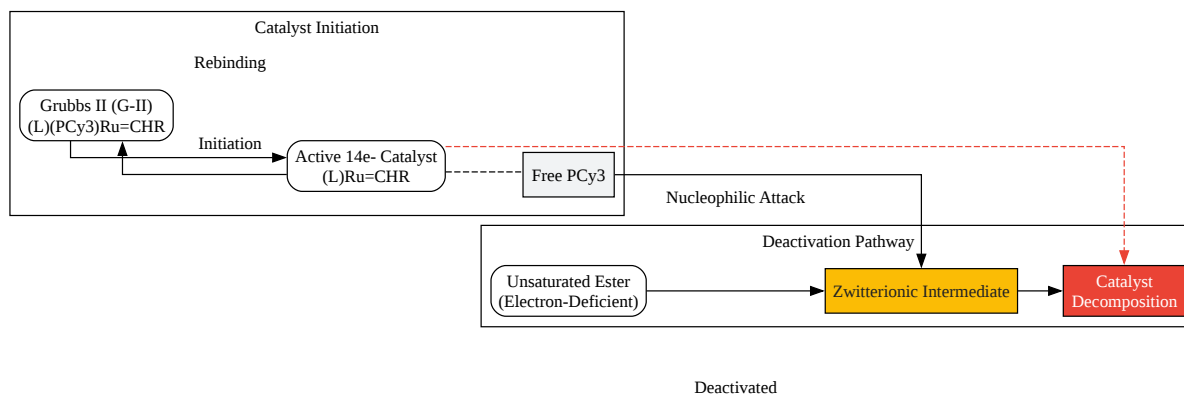 Catalyst Initiation
Rebinding
Grubbs II (G-II)
(L)(PCy3)Ru=CHR
Initiation
Active 14e- Catalyst
(L)Ru=CHR
Free PCy3
Nucleophilic Attack
Deactivation Pathway
Unsaturated Ester
(Electron-Deficient)
Zwitterionic Intermediate
Catalyst
Decomposition
Deactivated